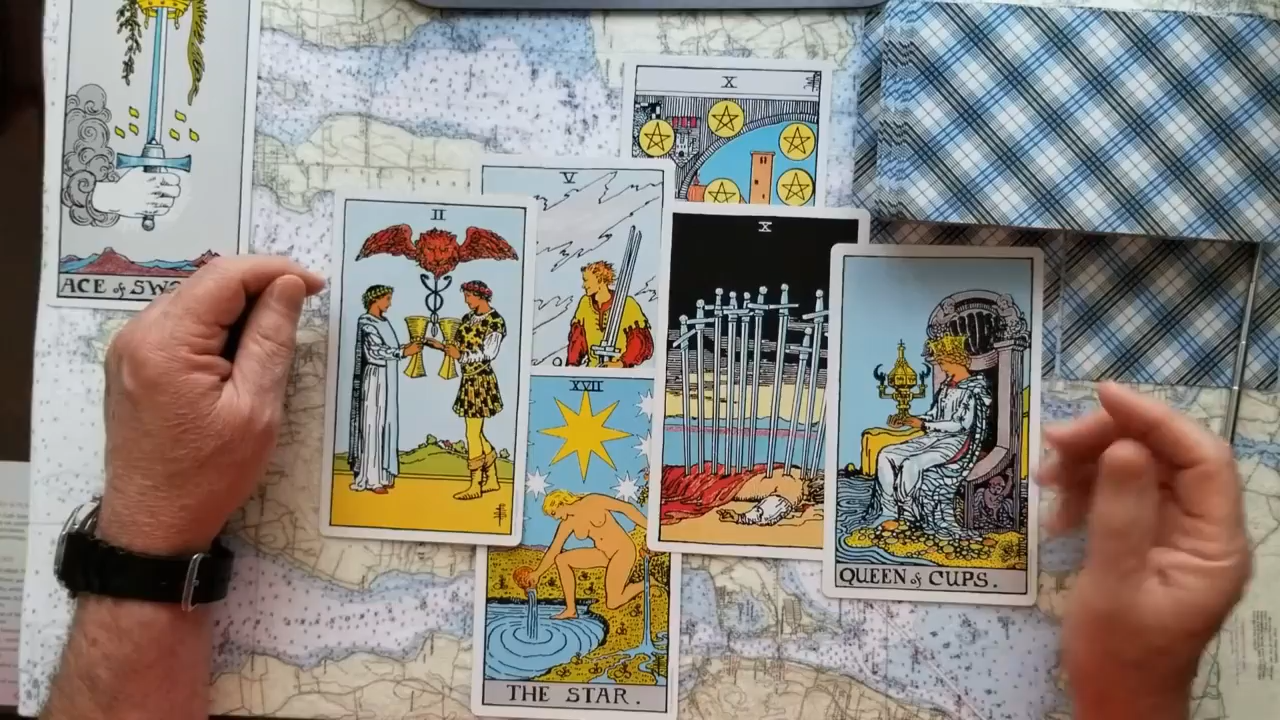 X
V
II
X
ACE of SW
XVII
QUEEN of CUPS.
THE STAR.